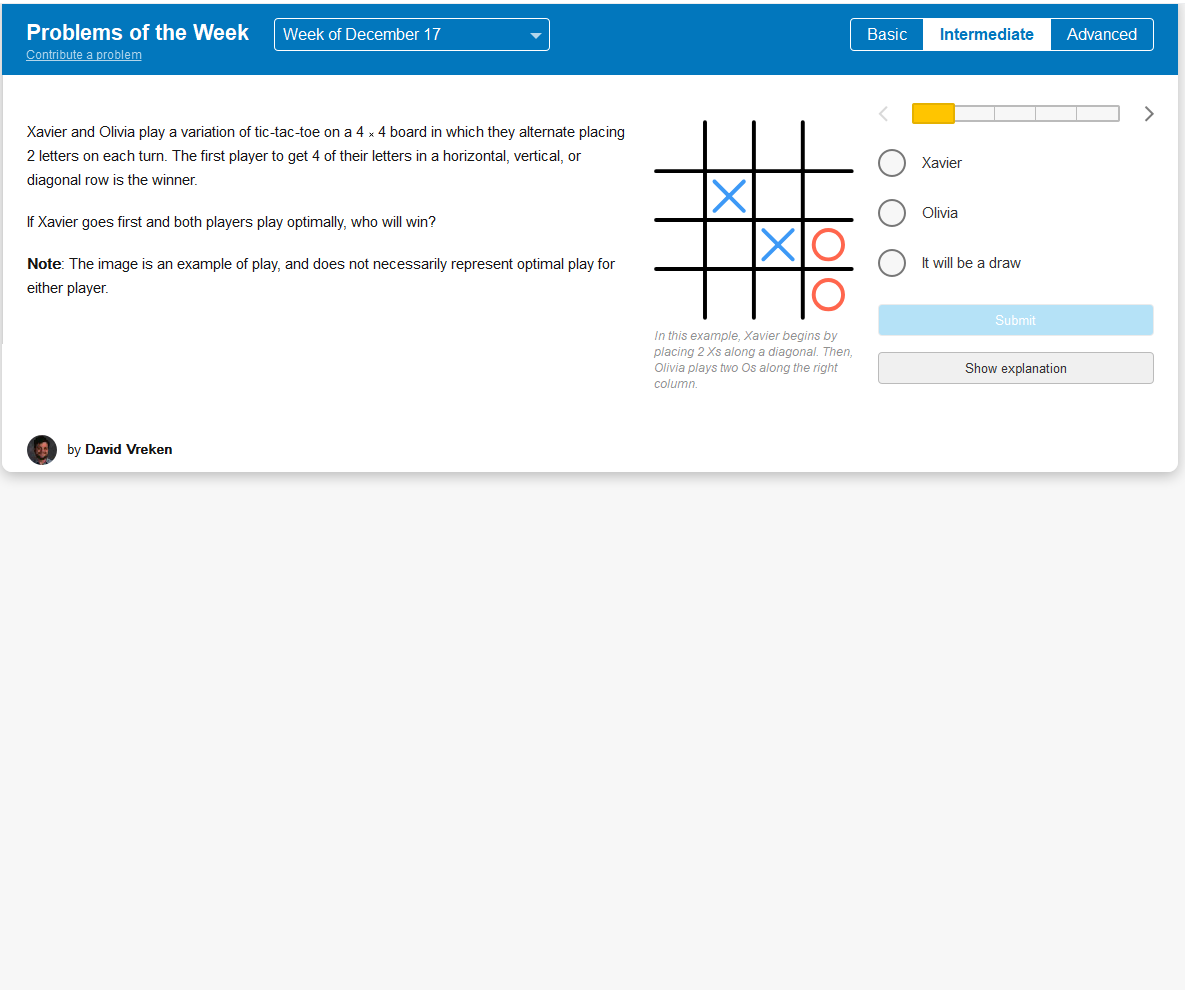 Problems of the Week
Contribute a problem
Week of December 17
Basic
Intermediate
Advanced
Xavier and Olivia play a variation of tic-tac-toe on a 4 × 4 board in which they alternate placing
2 letters on each turn. The first player to get 4 of their letters in a horizontal, vertical, or
diagonal row is the winner.
If Xavier goes first and both players play optimally, who will win?
Note: The image is an example of play, and does not necessarily represent optimal play for
either player.
In this example, Xavier begins by
placing 2 Xs along a diagonal. Then,
Olivia plays two Os along the right
column.
Xavier
Olivia
It will be a draw
Submit
Show explanation
by David Vreken